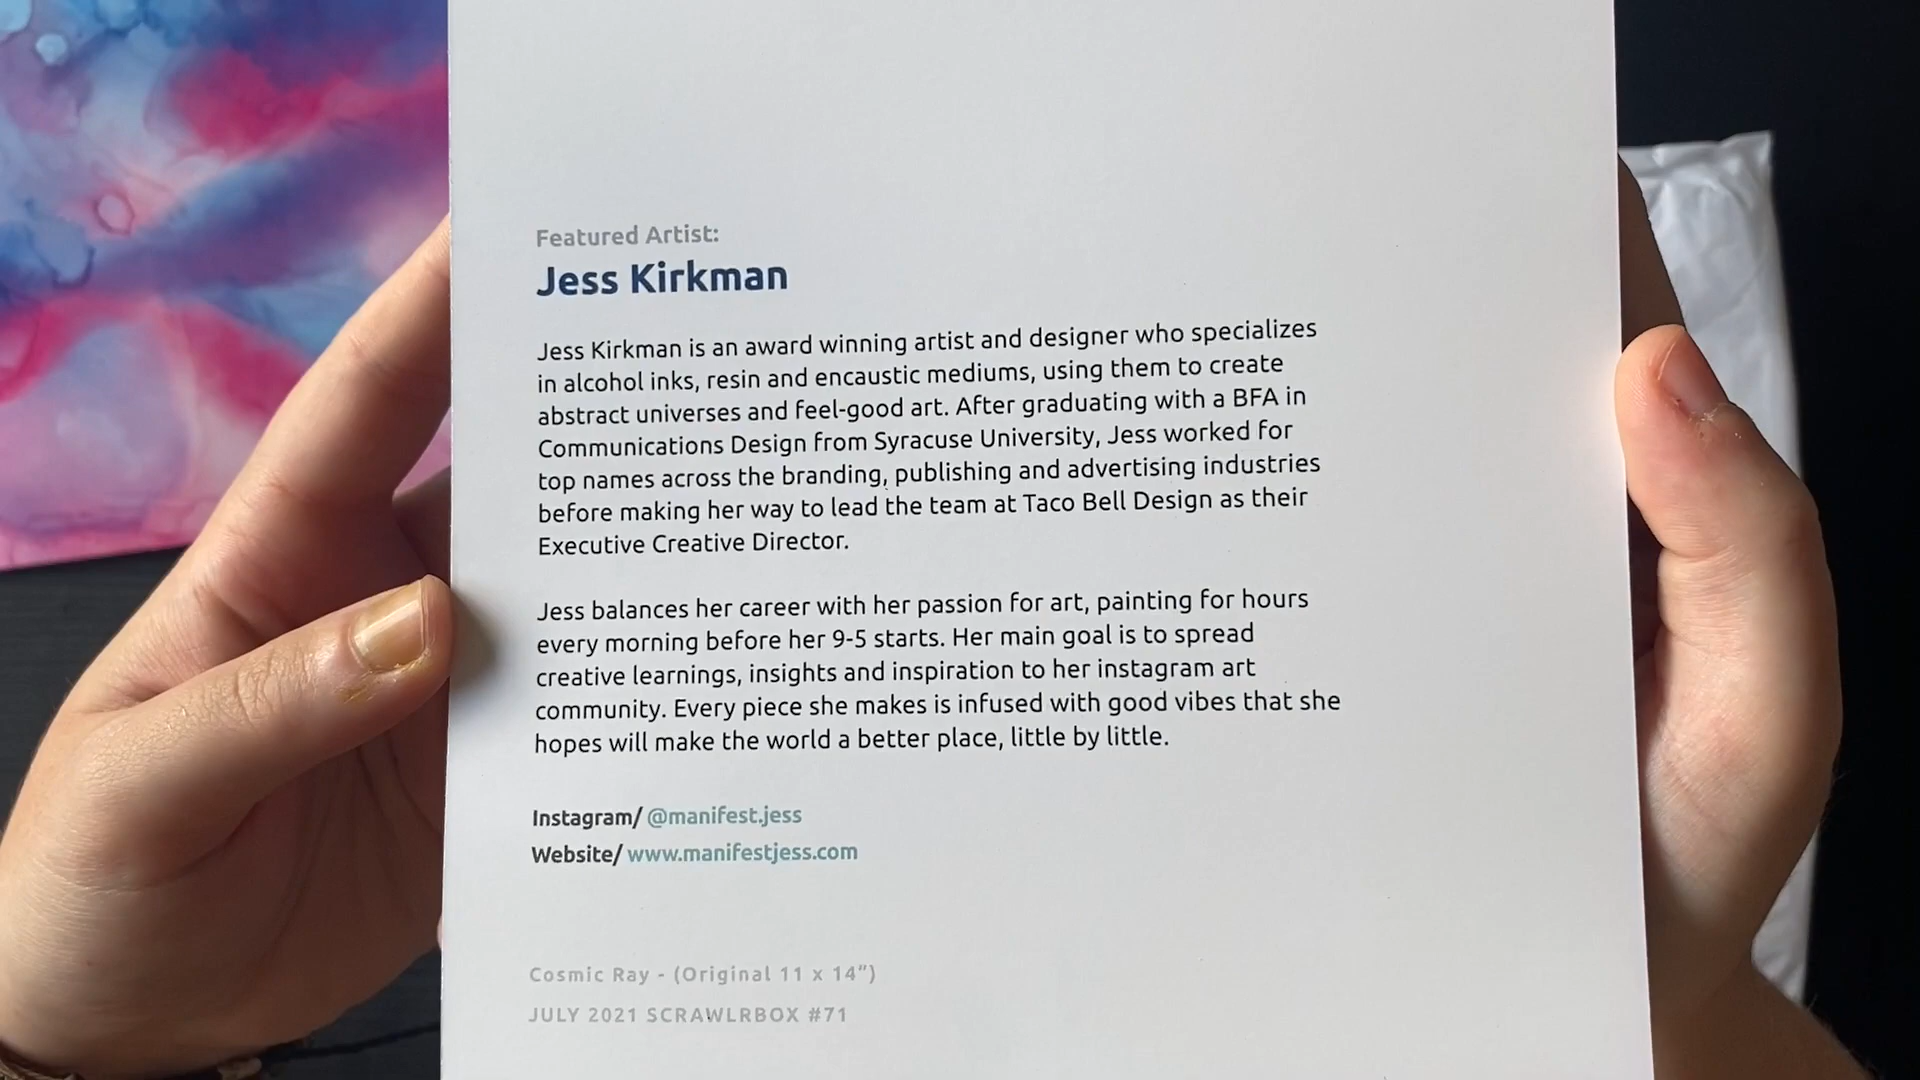 Featured Artist:
Jess Kirkman
Jess Kirkman is an award winning artist and designer who specializes
in alcohol inks, resin and encaustic mediums, using them to create
abstract universes and feel-good art. After graduating with a BFA in
Communications Design from Syracuse University, Jess worked for
top names across the branding, publishing and advertising industries
before making her way to lead the team at Taco Bell Design as their
Executive Creative Director.
Jess balances her career with her passion for art, painting for hours
every morning before her 9-5 starts. Her main goal is to spread
creative learnings, insights and inspiration to her instagram art
community. Every piece she makes is infused with good vibes that she
hopes will make the world a better place, little by little.
Instagram/ @manifest.jess
Website/ www.manifestjess.com
Cosmic Ray - (Original 11 x 14")
JULY 2021 SCRAWLRBOX #71